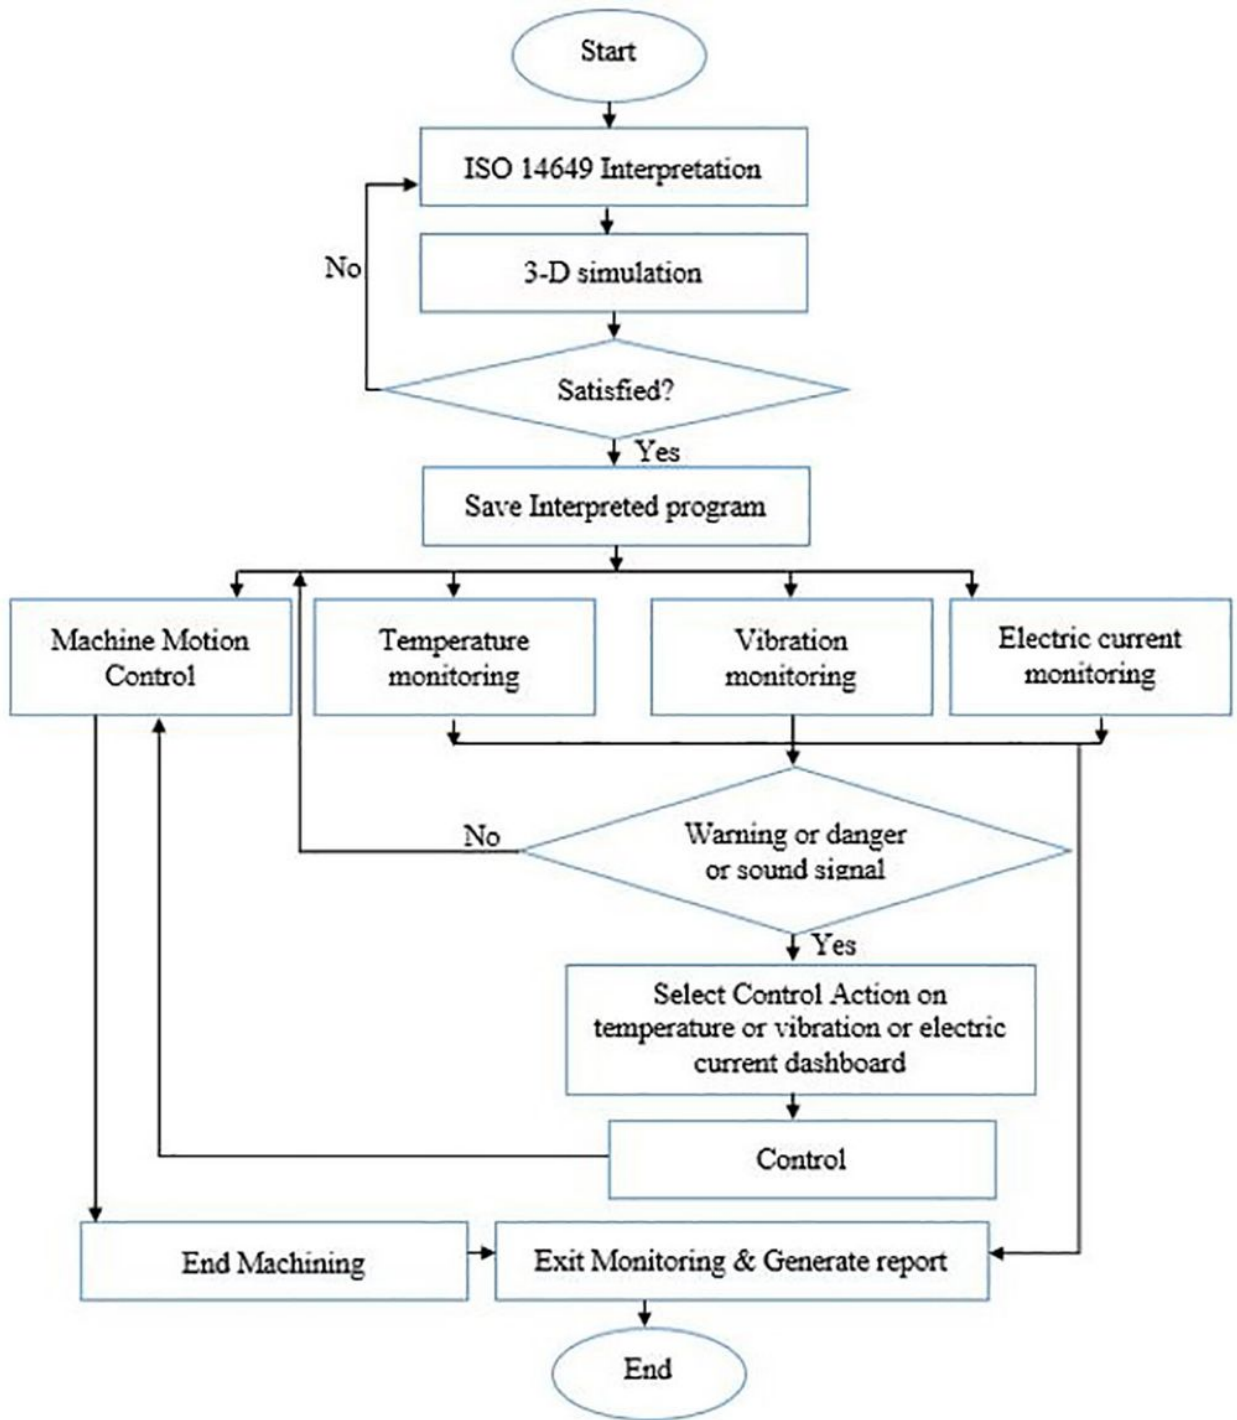 Start
ISO 14649 Interpretation
No
3-D simulation
Satisfied?
Yes
Save Interpreted program
Machine Motion
Control
Temperature
monitoring
Vibration
monitoring
Electric current
monitoring
No
Warning or danger
or sound signal
Yes
Select Control Action on
temperature or vibration or electric
current dashboard
Control
End Machining
Exit Monitoring & Generate report
End